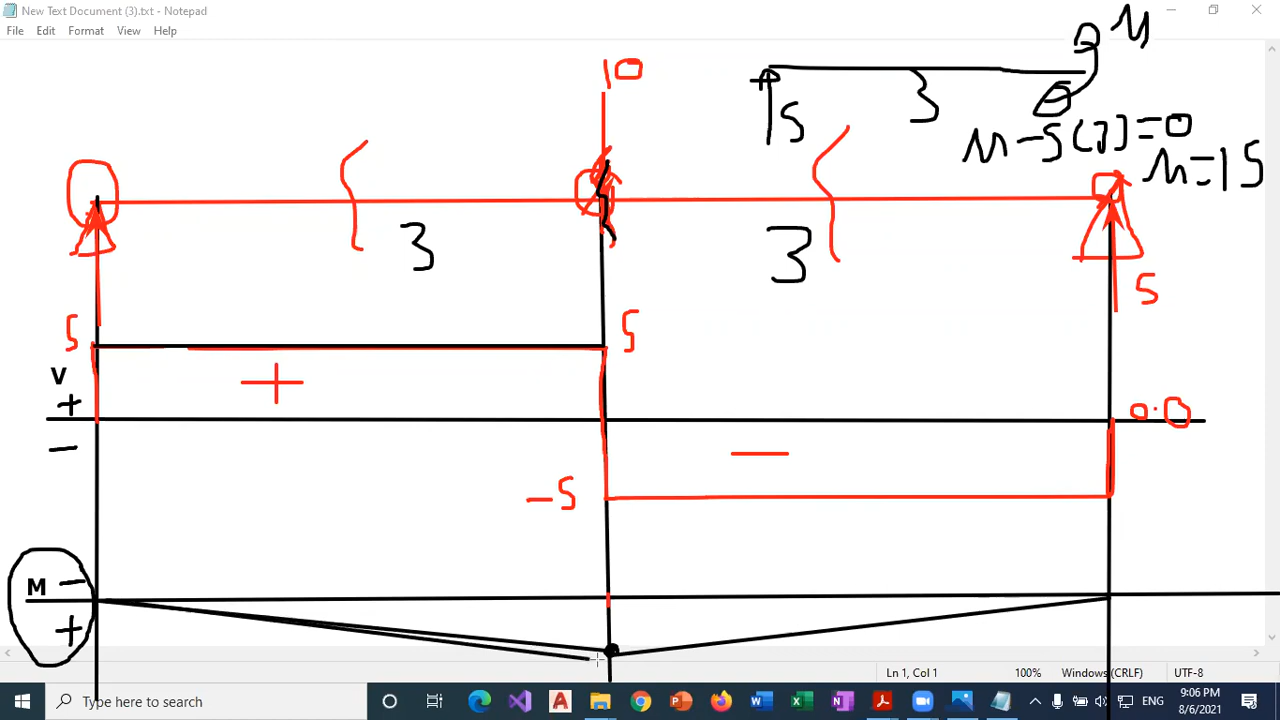 New Text Document (3).txt - Notepad
File Edit Format View Help
M
10
5 3
M-5(3)=0
M=15
3 3
5
5 5
V
+
+
-
0.0
-
-5
M -
+
Ln 1, Col 1 100% Windows (CRLF) UTF-8
Type here to search
ENG
9:06 PM
8/6/2021